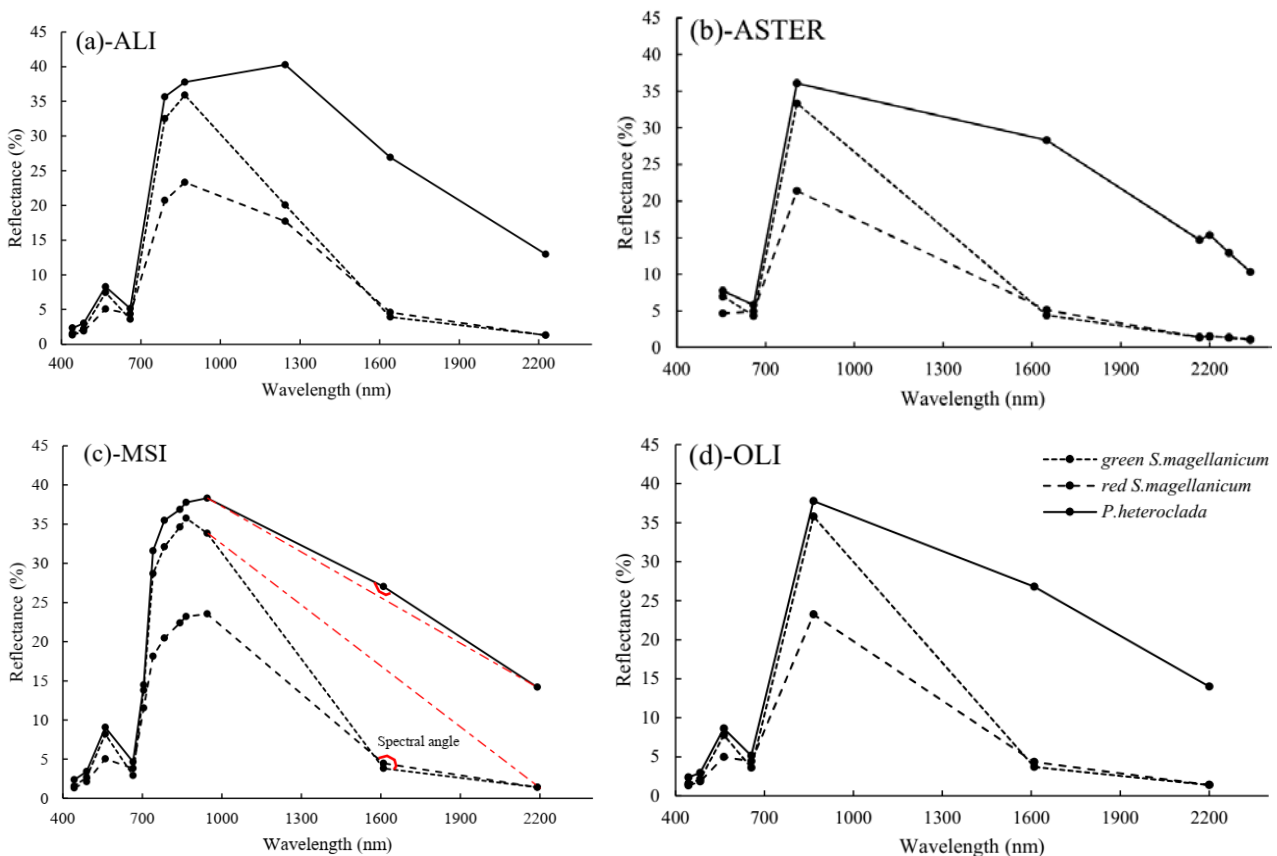 (a)-ALI
45
40
35
30
25
20
15
10
5
0
Reflectance (%)
400 700 1000 1300 1600 1900 2200
Wavelength (nm)
(b)-ASTER
45
40
35
30
25
20
15
10
5
0
Reflectance (%)
400 700 1000 1300 1600 1900 2200
Wavelength (nm)
(c)-MSI
45
40
35
30
25
20
15
10
5
0
Reflectance (%)
Spectral angle
400 700 1000 1300 1600 1900 2200
Wavelength (nm)
(d)-OLI
green S.magellanicum
red S.magellanicum
P.heteroclada
45
40
35
30
25
20
15
10
5
0
Reflectance (%)
400 700 1000 1300 1600 1900 2200
Wavelength (nm)